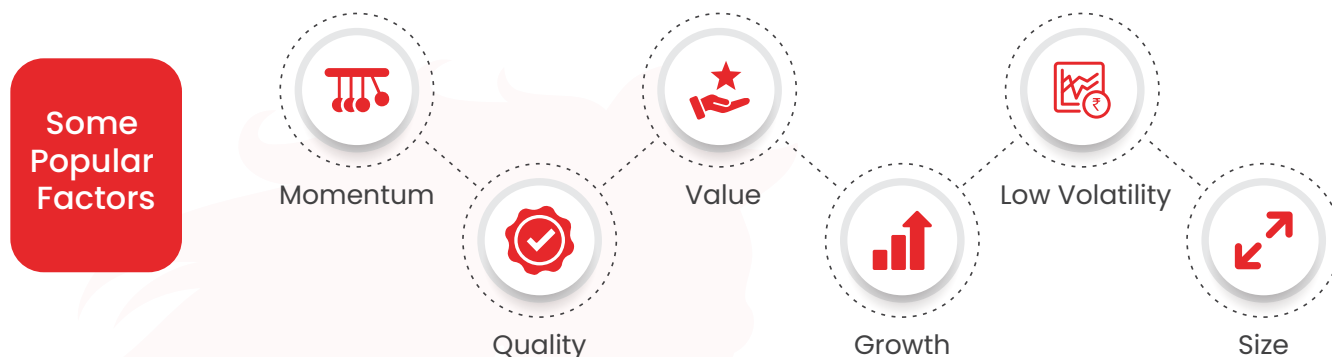 Some
Popular
Factors
Momentum
Quality
Value
Growth
Low Volatility
₹
Size